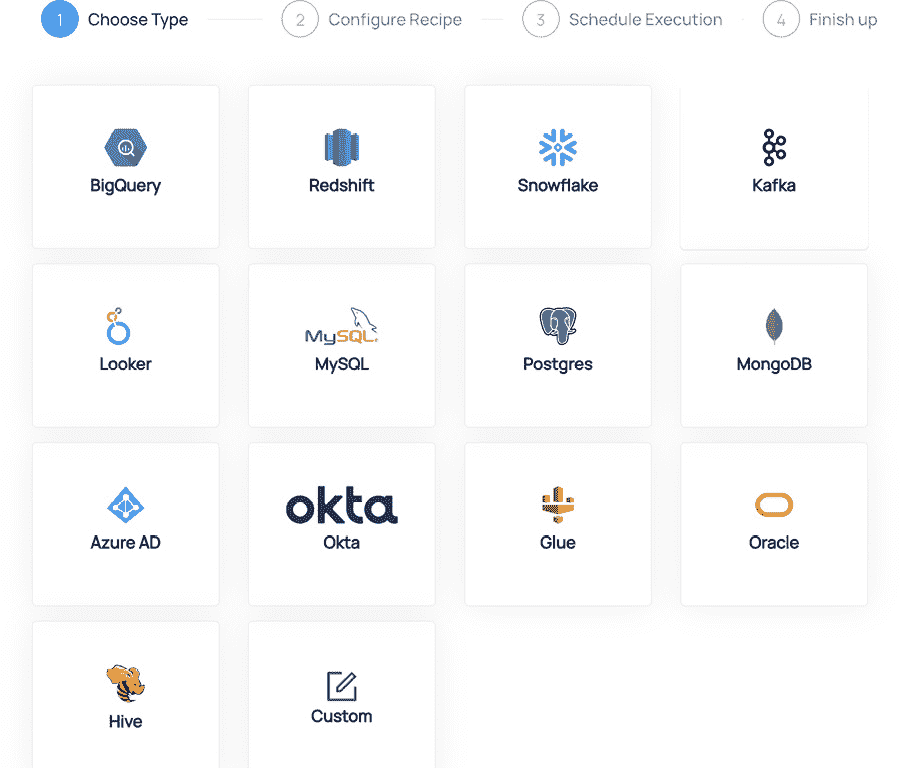 1 Choose Type 2 Configure Recipe 3 Schedule Execution 4 Finish up
BigQuery Redshift Snowflake Kafka
MySQL
Looker MySQL Postgres MongoDB
okta
Azure AD Okta Glue Oracle
Hive Custom